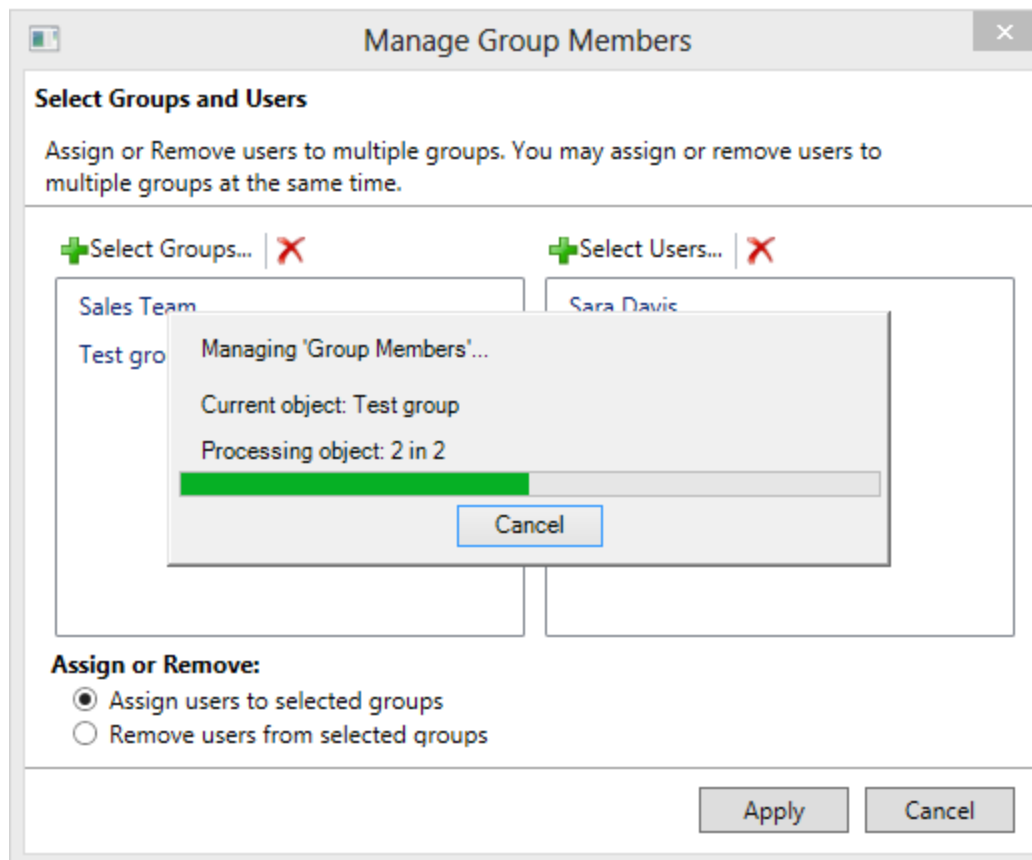 Manage Group Members
Select Groups and Users
Assign or Remove users to multiple groups. You may assign or remove users to
multiple groups at the same time.
Select Groups... Select Users...
Sales Team Sara Davis
Test gro
Managing 'Group Members'...
Current object: Test group
Processing object: 2 in 2
Cancel
Assign or Remove:
Assign users to selected groups
Remove users from selected groups
Apply Cancel